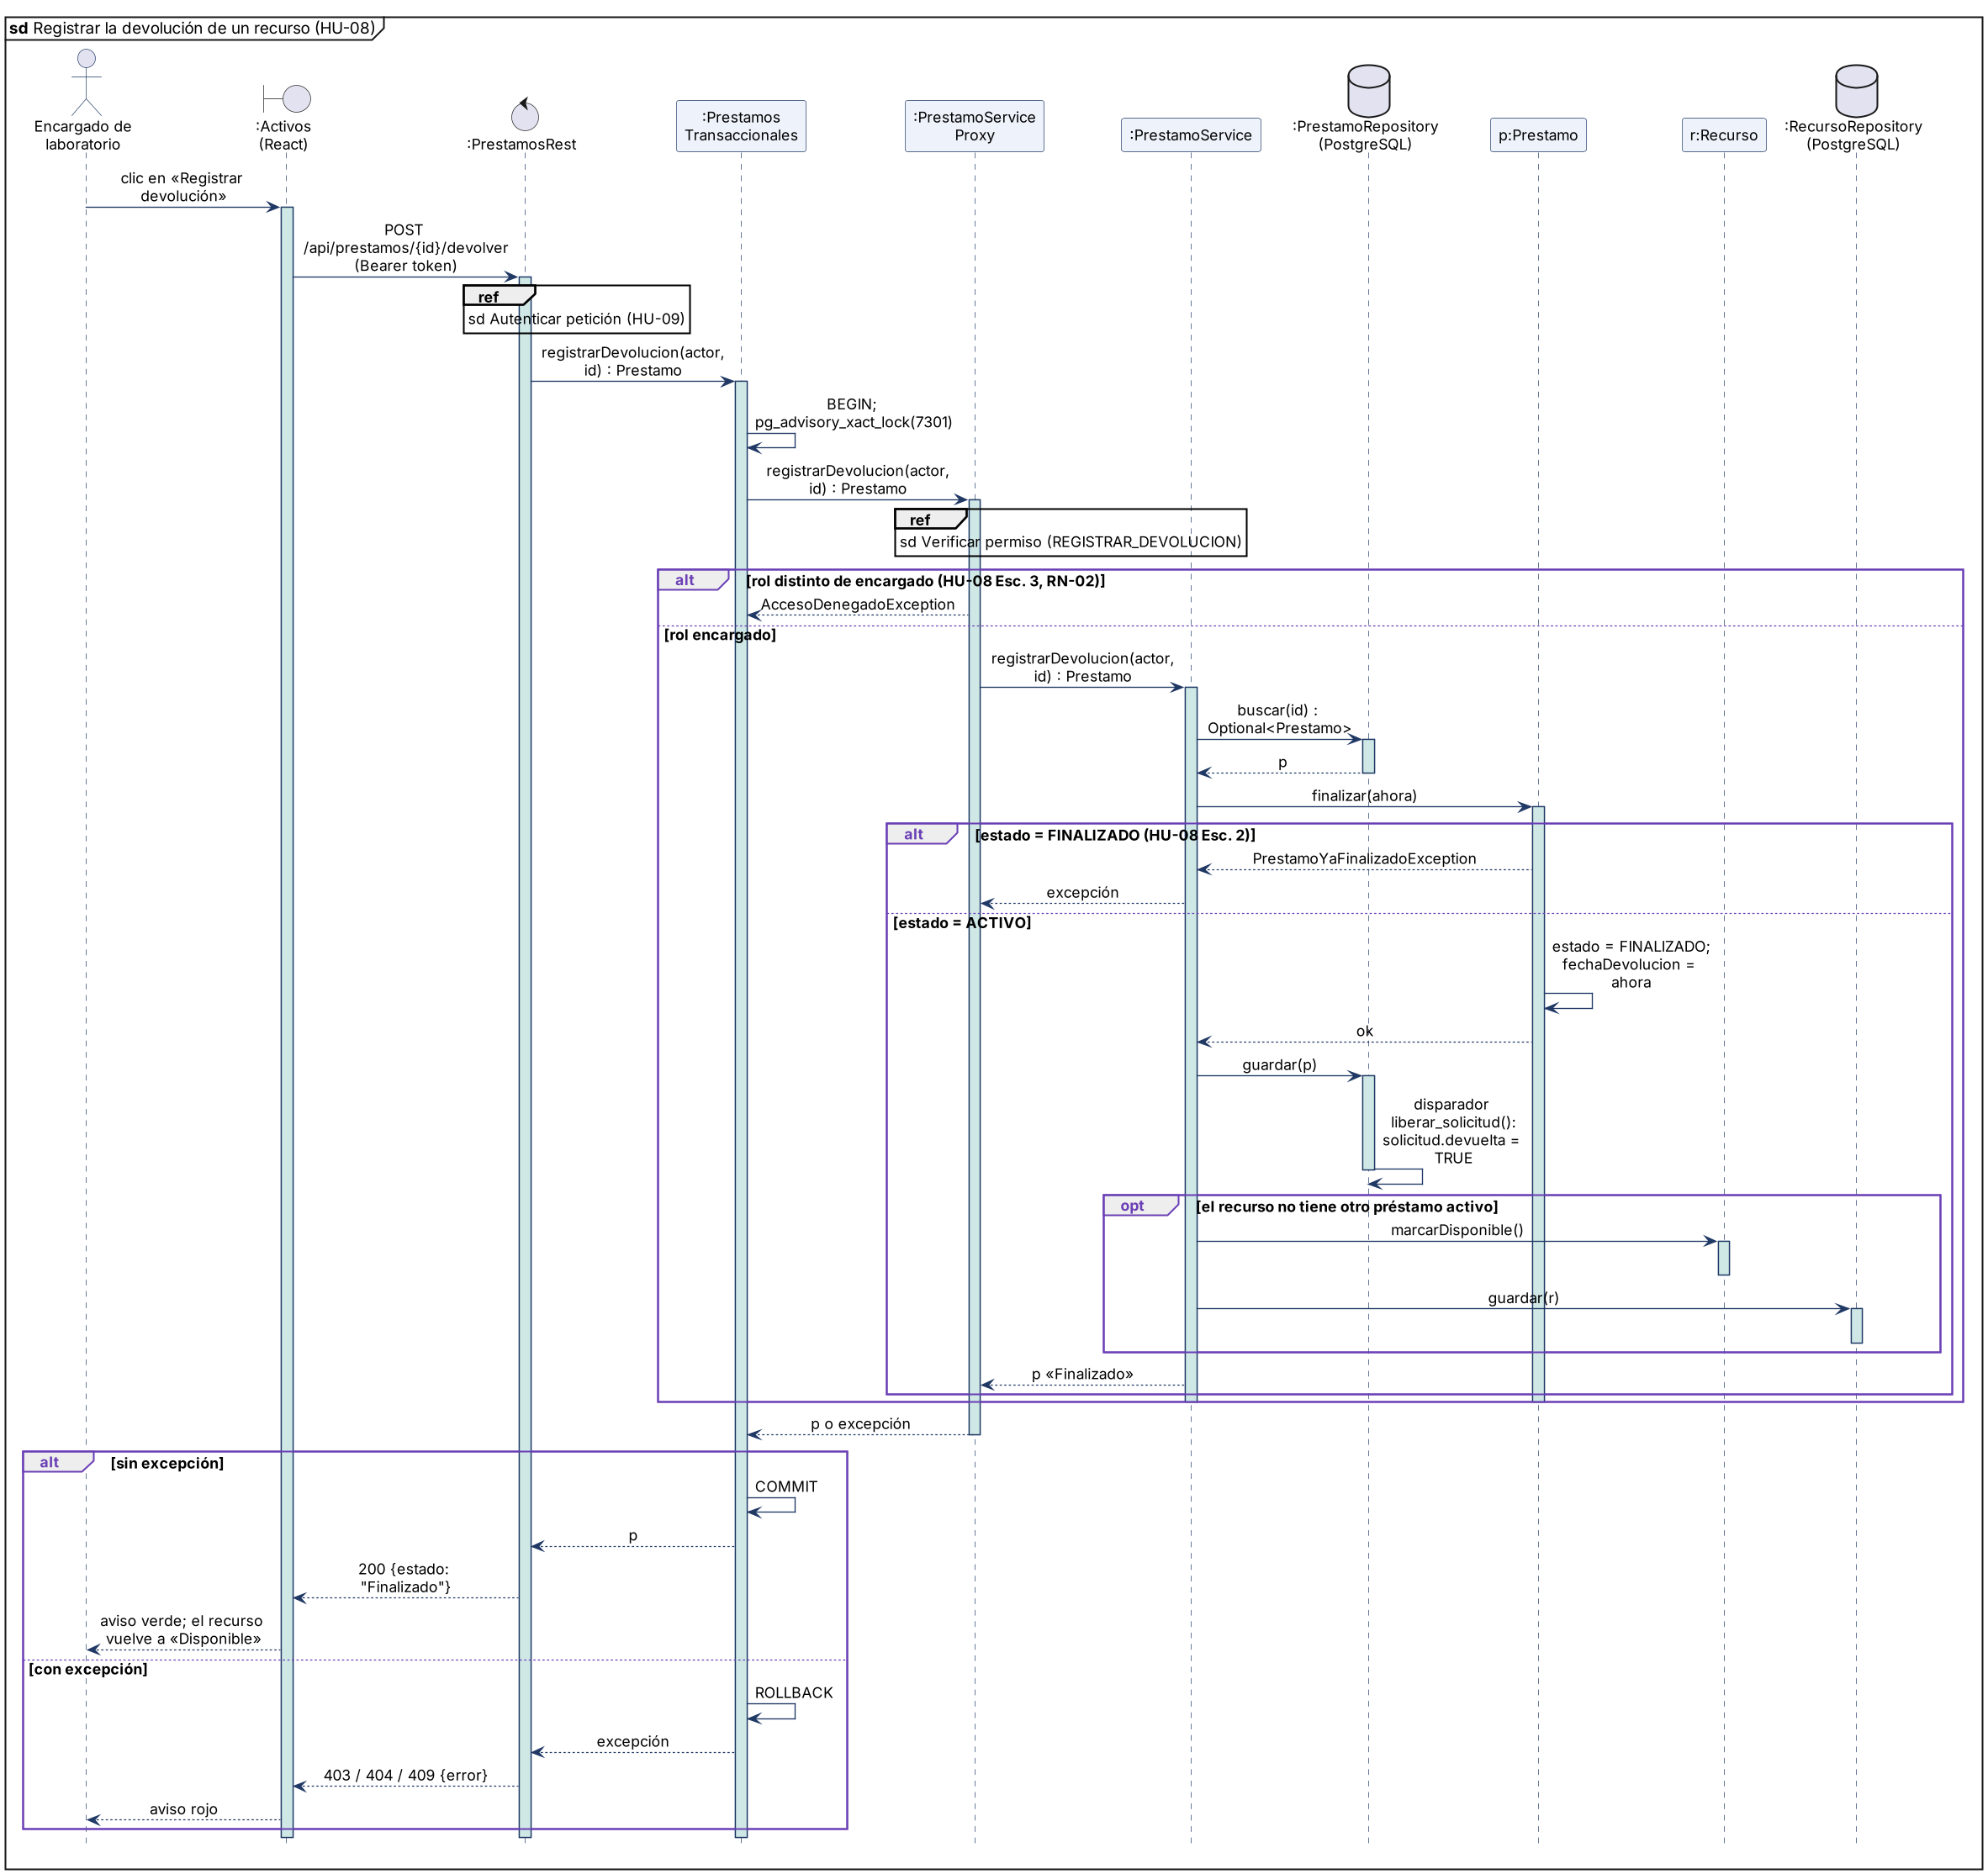 sd Registrar la devolución de un recurso (HU-08)
Encargado de
laboratorio
:Activos
(React)
:PrestamosRest
:Prestamos
Transaccionales
:PrestamoService
Proxy
:PrestamoService
:PrestamoRepository
(PostgreSQL)
p:Prestamo
r:Recurso
:RecursoRepository
(PostgreSQL)
clic en «Registrar
devolución»
POST
/api/prestamos/{id}/devolver
(Bearer token)
ref
sd Autenticar petición (HU-09)
registrarDevolucion(actor,
id) : Prestamo
BEGIN;
pg_advisory_xact_lock(7301)
registrarDevolucion(actor,
id) : Prestamo
ref
sd Verificar permiso (REGISTRAR_DEVOLUCION)
alt [rol distinto de encargado (HU-08 Esc. 3, RN-02)]
AccesoDenegadoException
[rol encargado]
registrarDevolucion(actor,
id) : Prestamo
buscar(id) :
Optional<Prestamo>
p
finalizar(ahora)
alt [estado = FINALIZADO (HU-08 Esc. 2)]
PrestamoYaFinalizadoException
excepción
[estado = ACTIVO]
estado = FINALIZADO;
fechaDevolucion =
ahora
ok
guardar(p)
disparador
liberar_solicitud():
solicitud.devuelta =
TRUE
opt [el recurso no tiene otro préstamo activo]
marcarDisponible()
guardar(r)
p «Finalizado»
p o excepción
alt [sin excepción]
COMMIT
p
200 {estado:
"Finalizado"}
aviso verde; el recurso
vuelve a «Disponible»
[con excepción]
ROLLBACK
excepción
403 / 404 / 409 {error}
aviso rojo